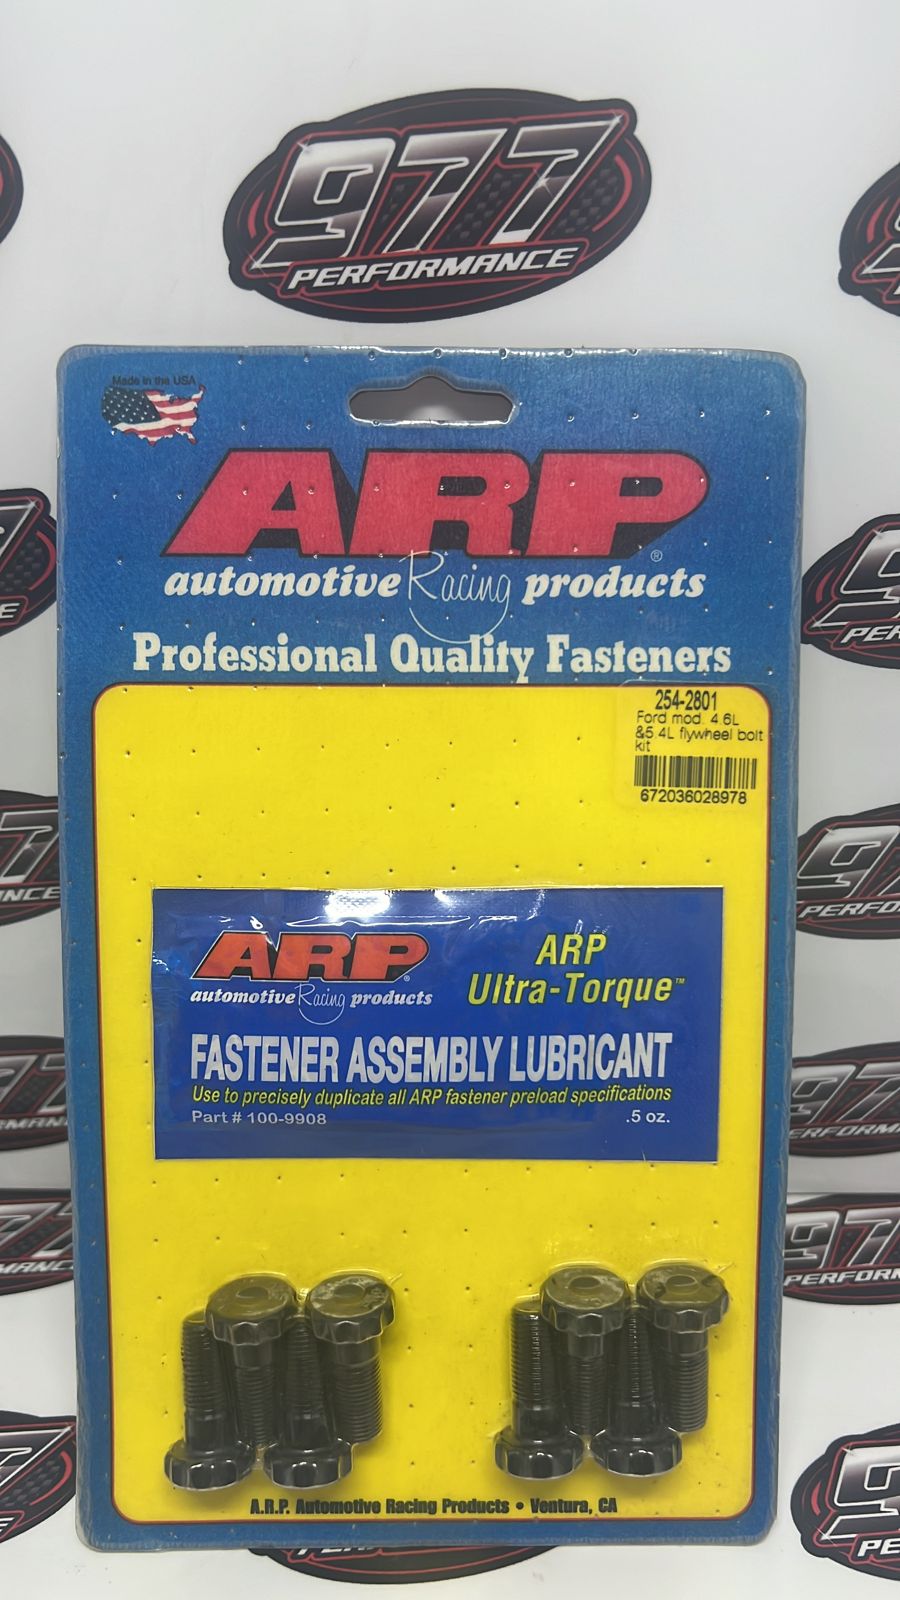 977
PERFORMANCE
Made in the USA
ARP®
automotive Racing products
Professional Quality Fasteners
254-2801
Ford mod. 4.6L
&5.4L flywheel bolt
kit
672036028978
ARP®
automotive Racing products
ARP
Ultra-Torque™
FASTENER ASSEMBLY LUBRICANT
Use to precisely duplicate all ARP fastener preload specifications
Part # 100-9908
.5 oz.
A.R.P. Automotive Racing Products • Ventura, CA